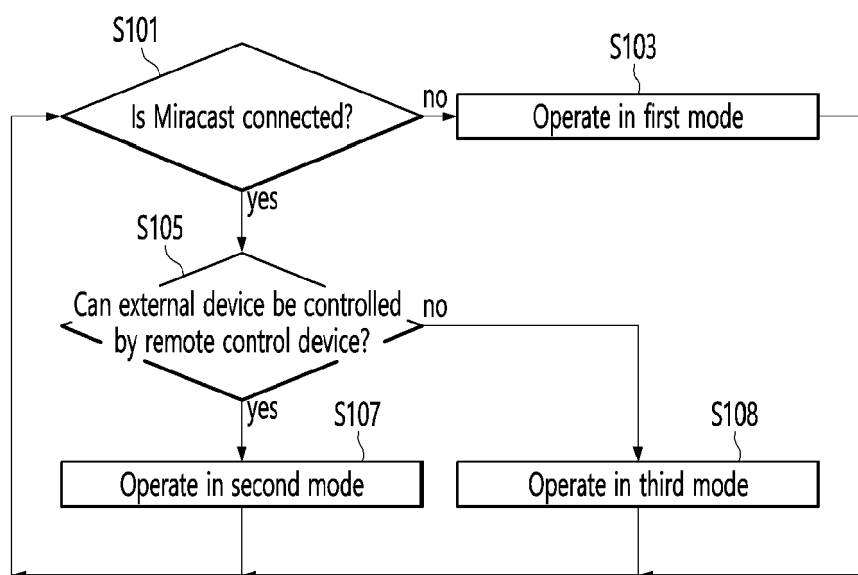 S101
Is Miracast connected?
no
S103
Operate in first mode
yes
S105
Can external device be controlled
by remote control device?
no
yes
S107
Operate in second mode
S108
Operate in third mode